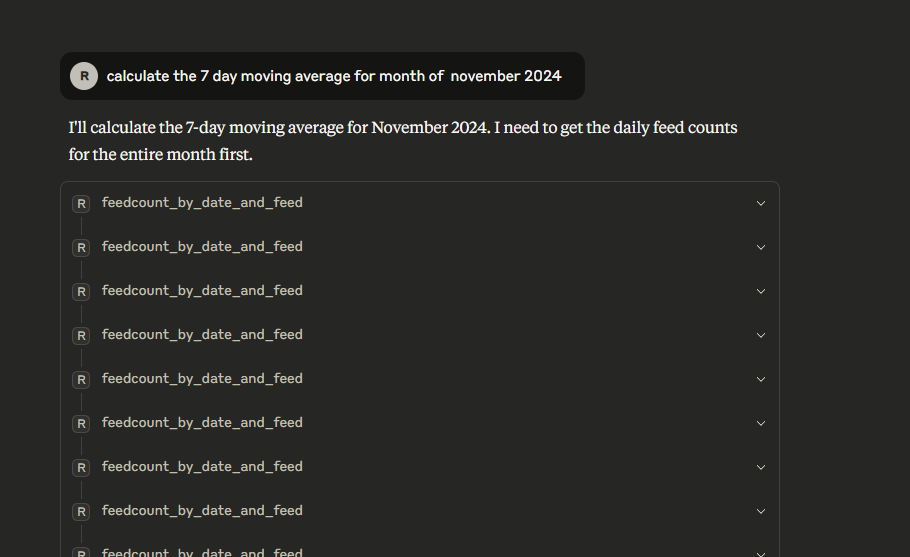 R calculate the 7 day moving average for month of november 2024
I'll calculate the 7-day moving average for November 2024. I need to get the daily feed counts
for the entire month first.
R feedcount_by_date_and_feed
R feedcount_by_date_and_feed
R feedcount_by_date_and_feed
R feedcount_by_date_and_feed
R feedcount_by_date_and_feed
R feedcount_by_date_and_feed
R feedcount_by_date_and_feed
R feedcount_by_date_and_feed
R feedcount_by_date_and_feed